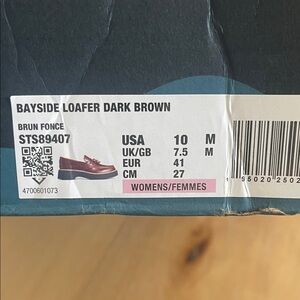 BAYSIDE LOAFER DARK BROWN
BRUN FONCE
STS89407
USA 10 M
UK/GB 7.5 M
EUR 41
CM 27
WOMENS/FEMMES
4700601073